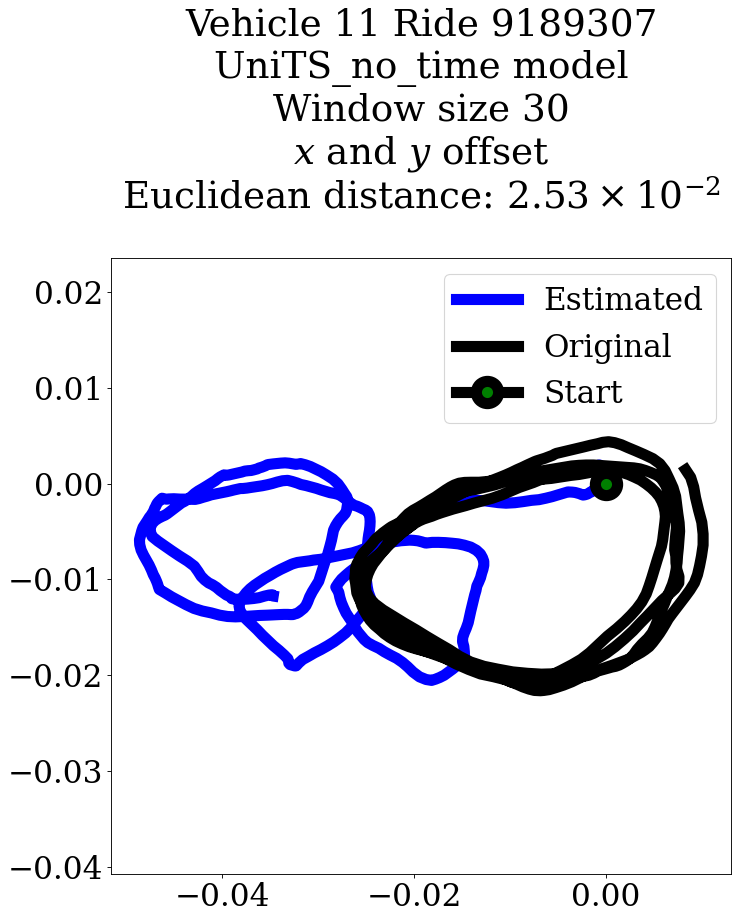 Vehicle 11 Ride 9189307
UniTS_no_time model
Window size 30
x and y offset
Euclidean distance: 2.53 × 10⁻²
Estimated
Original
Start
0.02
0.01
0.00
−0.01
−0.02
−0.03
−0.04
−0.04 −0.02 0.00